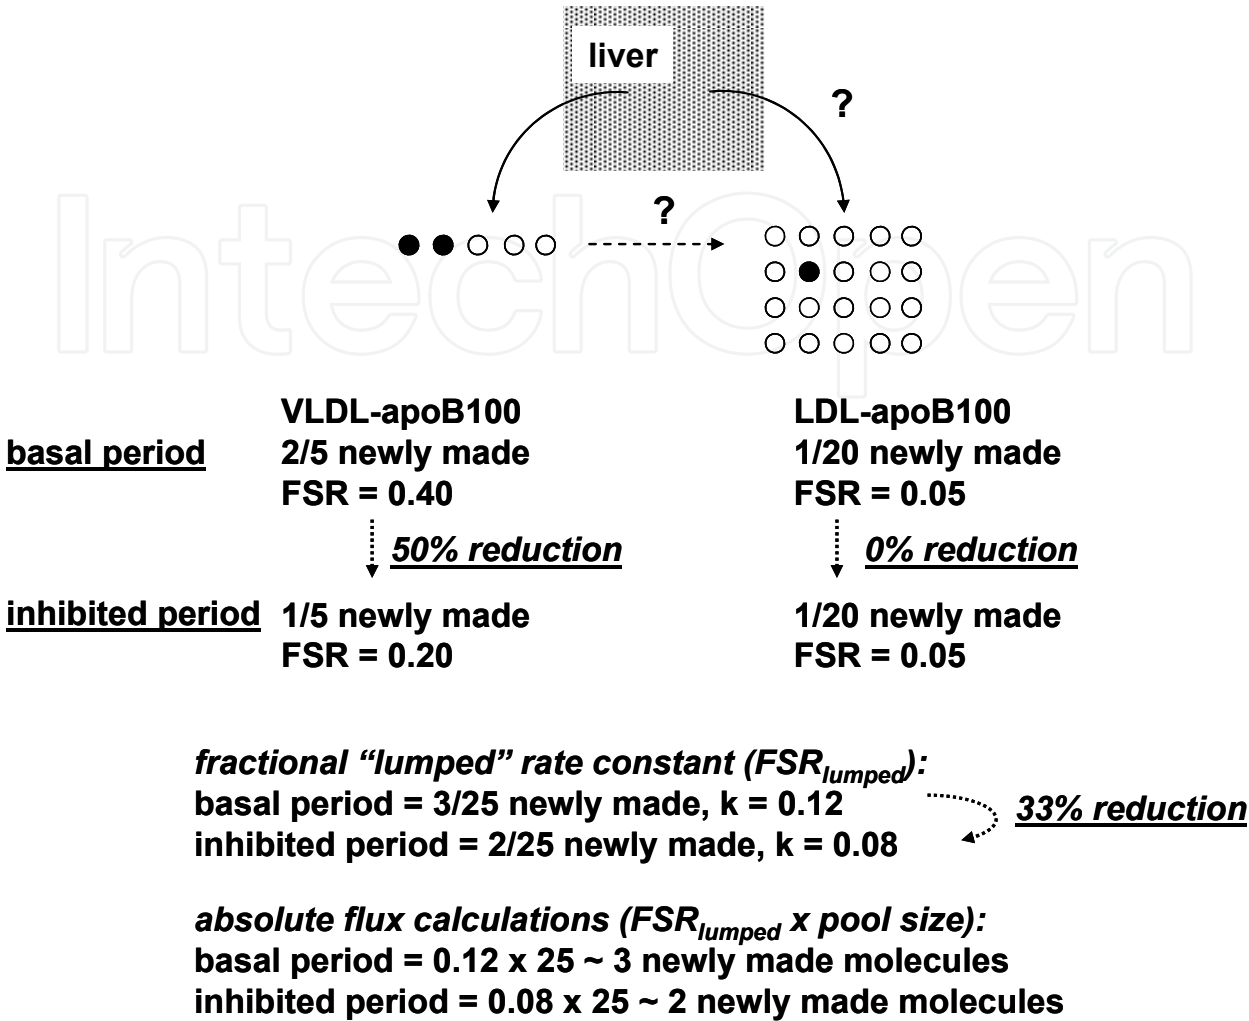 liver
?
?
IntechOpen
VLDL-apoB100
LDL-apoB100
basal period
2/5 newly made
1/20 newly made
FSR = 0.40
FSR = 0.05
50% reduction
0% reduction
inhibited period
1/5 newly made
1/20 newly made
FSR = 0.20
FSR = 0.05
fractional “lumped” rate constant (FSRlumped):
basal period = 3/25 newly made, k = 0.12
33% reduction
inhibited period = 2/25 newly made, k = 0.08
absolute flux calculations (FSRlumped x pool size):
basal period = 0.12 x 25 ~ 3 newly made molecules
inhibited period = 0.08 x 25 ~ 2 newly made molecules